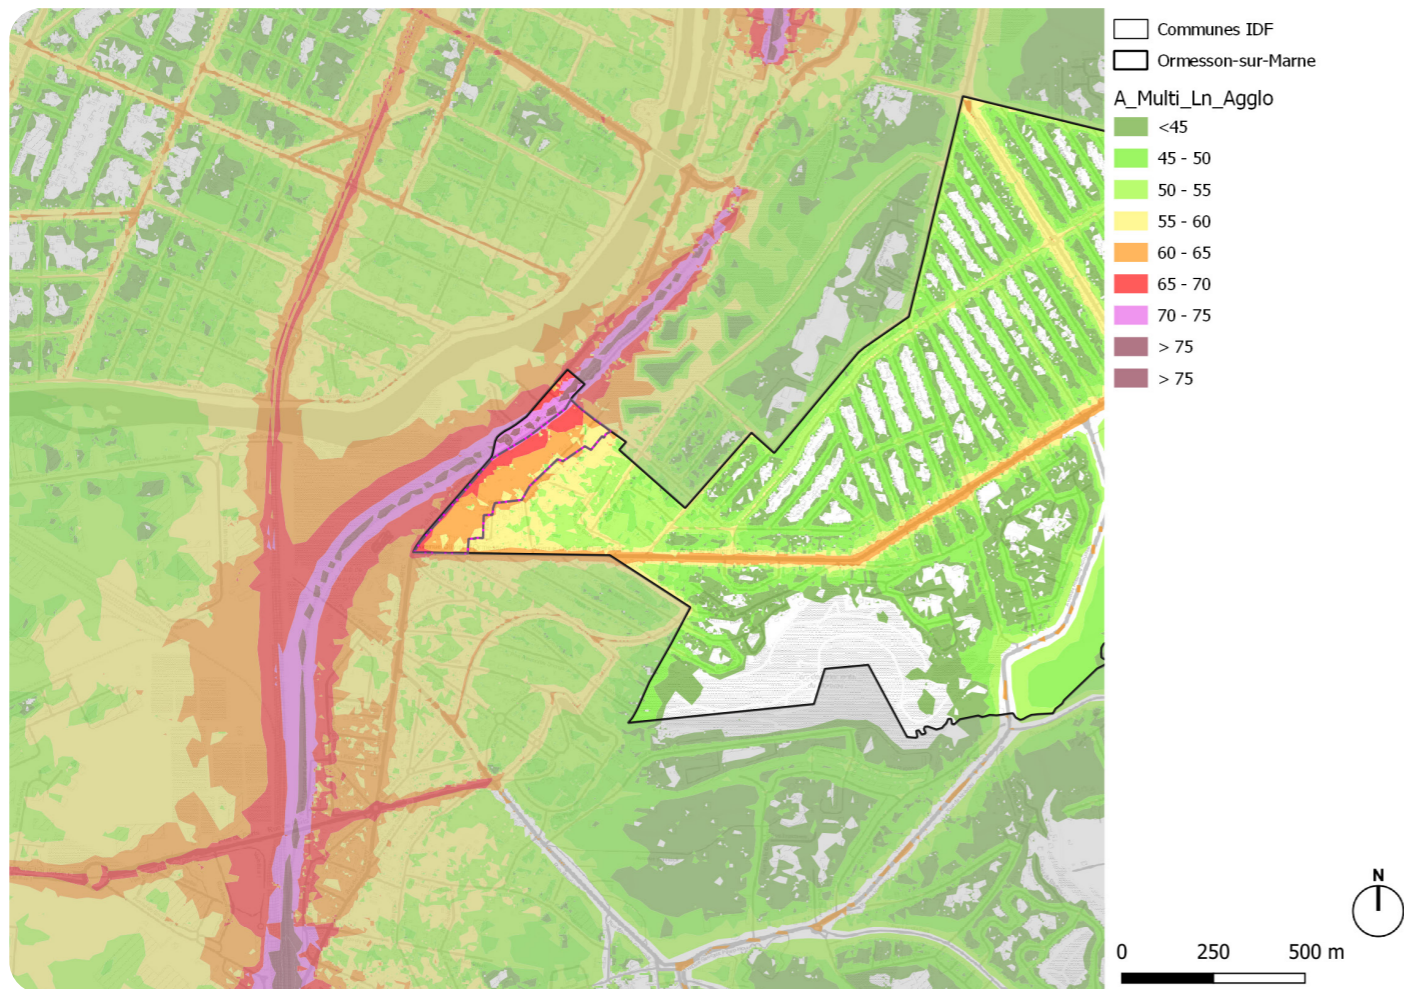 Communes IDF
Ormesson-sur-Marne
A_Multi_Ln_Agglo
<45
45 - 50
50 - 55
55 - 60
60 - 65
65 - 70
70 - 75
> 75
> 75
N
0 250 500 m